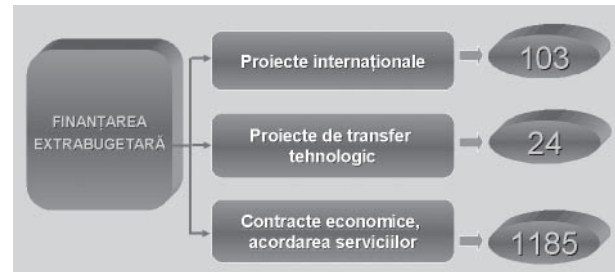 FINANȚAREA
EXTRABUGETARĂ
Proiecte internaționale
103
Proiecte de transfer
tehnologic
24
Contracte economice,
acordarea serviciilor
1185